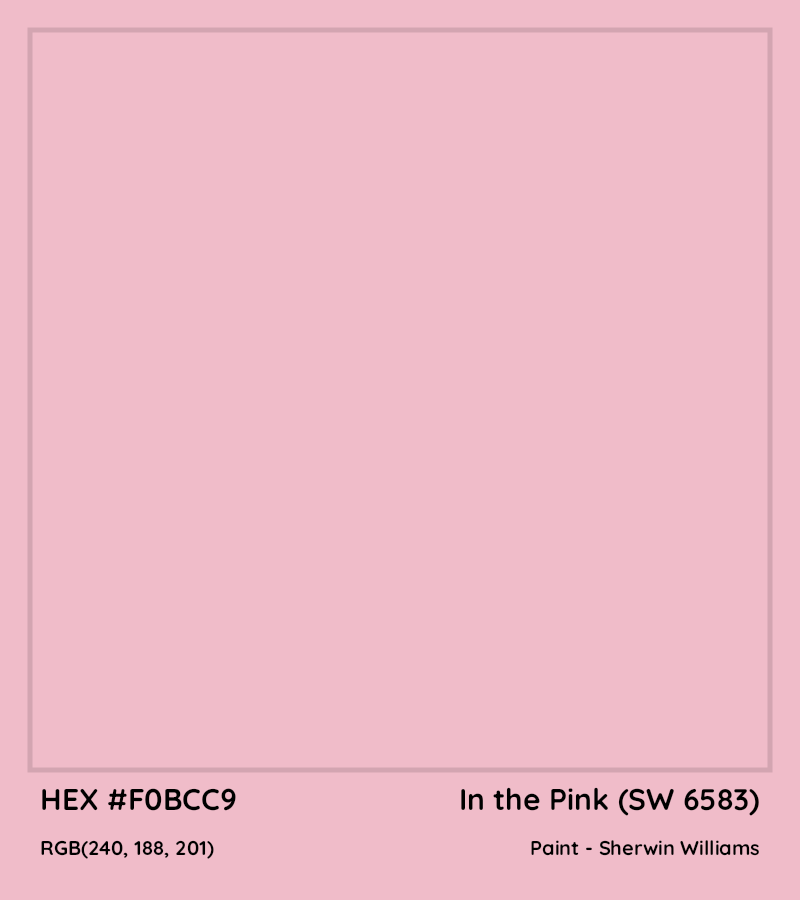 HEX #F0BCC9
In the Pink (SW 6583)
RGB(240, 188, 201)
Paint - Sherwin Williams